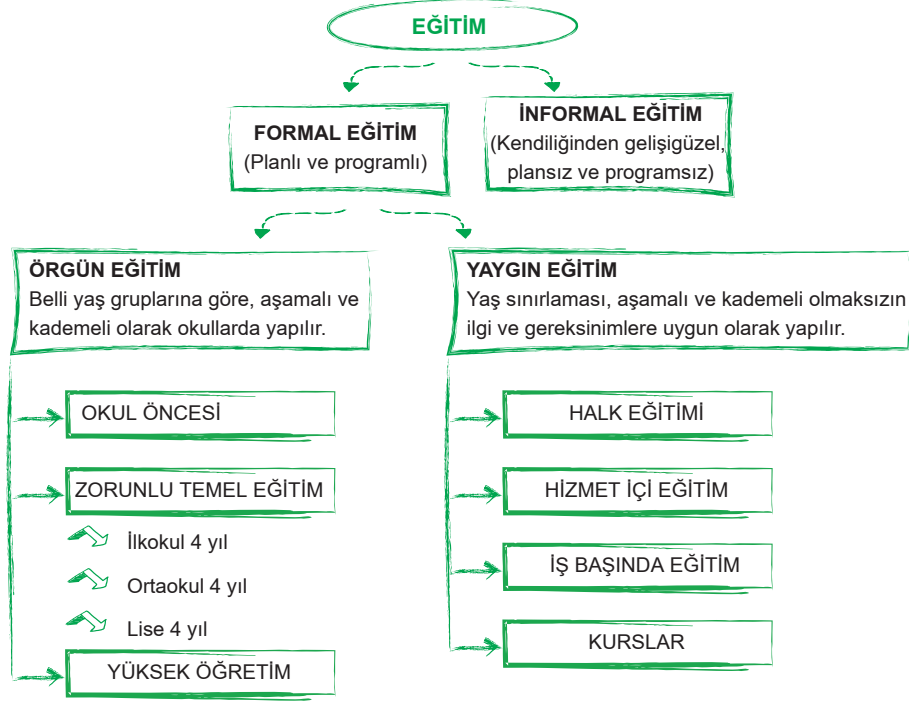 EĞİTİM
FORMAL EĞİTİM
(Planlı ve programlı)
İNFORMAL EĞİTİM
(Kendiliğinden gelişigüzel,
plansız ve programsız)
ÖRGÜN EĞİTİM
Belli yaş gruplarına göre, aşamalı ve
kademeli olarak okullarda yapılır.
YAYGIN EĞİTİM
Yaş sınırlaması, aşamalı ve kademeli olmaksızın
ilgi ve gereksinimlere uygun olarak yapılır.
OKUL ÖNCESİ
ZORUNLU TEMEL EĞİTİM
İlkokul 4 yıl
Ortaokul 4 yıl
Lise 4 yıl
YÜKSEK ÖĞRETİM
HALK EĞİTİMİ
HİZMET İÇİ EĞİTİM
İŞ BAŞINDA EĞİTİM
KURSLAR